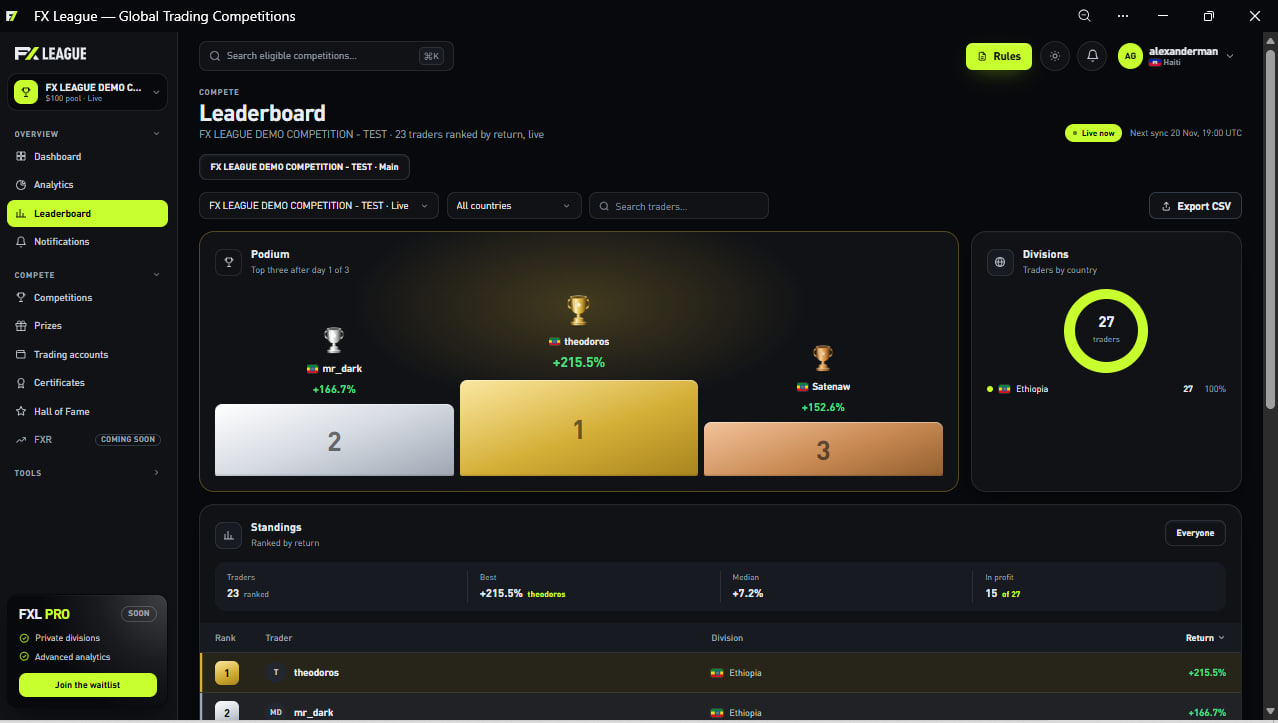 FX League — Global Trading Competitions
FX LEAGUE
Search eligible competitions...
⌘K
Rules
AG
alexanderman
Haiti
FX LEAGUE DEMO C...
$100 pool · Live
OVERVIEW
Dashboard
Analytics
Leaderboard
Notifications
COMPETE
Competitions
Prizes
Trading accounts
Certificates
Hall of Fame
FXR
COMING SOON
TOOLS
FXL PRO
SOON
Private divisions
Advanced analytics
Join the waitlist
COMPETE
Leaderboard
FX LEAGUE DEMO COMPETITION - TEST · 23 traders ranked by return, live
Live now
Next sync 20 Nov, 19:00 UTC
FX LEAGUE DEMO COMPETITION - TEST · Main
FX LEAGUE DEMO COMPETITION - TEST · Live
All countries
Search traders...
Export CSV
Podium
Top three after day 1 of 3
mr_dark
+166.7%
2
theodoros
+215.5%
1
Satenaw
+152.6%
3
Divisions
Traders by country
27
traders
Ethiopia
27
100%
Standings
Ranked by return
Everyone
Traders
23 ranked
Best
+215.5% theodoros
Median
+7.2%
In profit
15 of 27
Rank
Trader
Division
Return
1
T
theodoros
Ethiopia
+215.5%
2
MD
mr_dark
Ethiopia
+166.7%